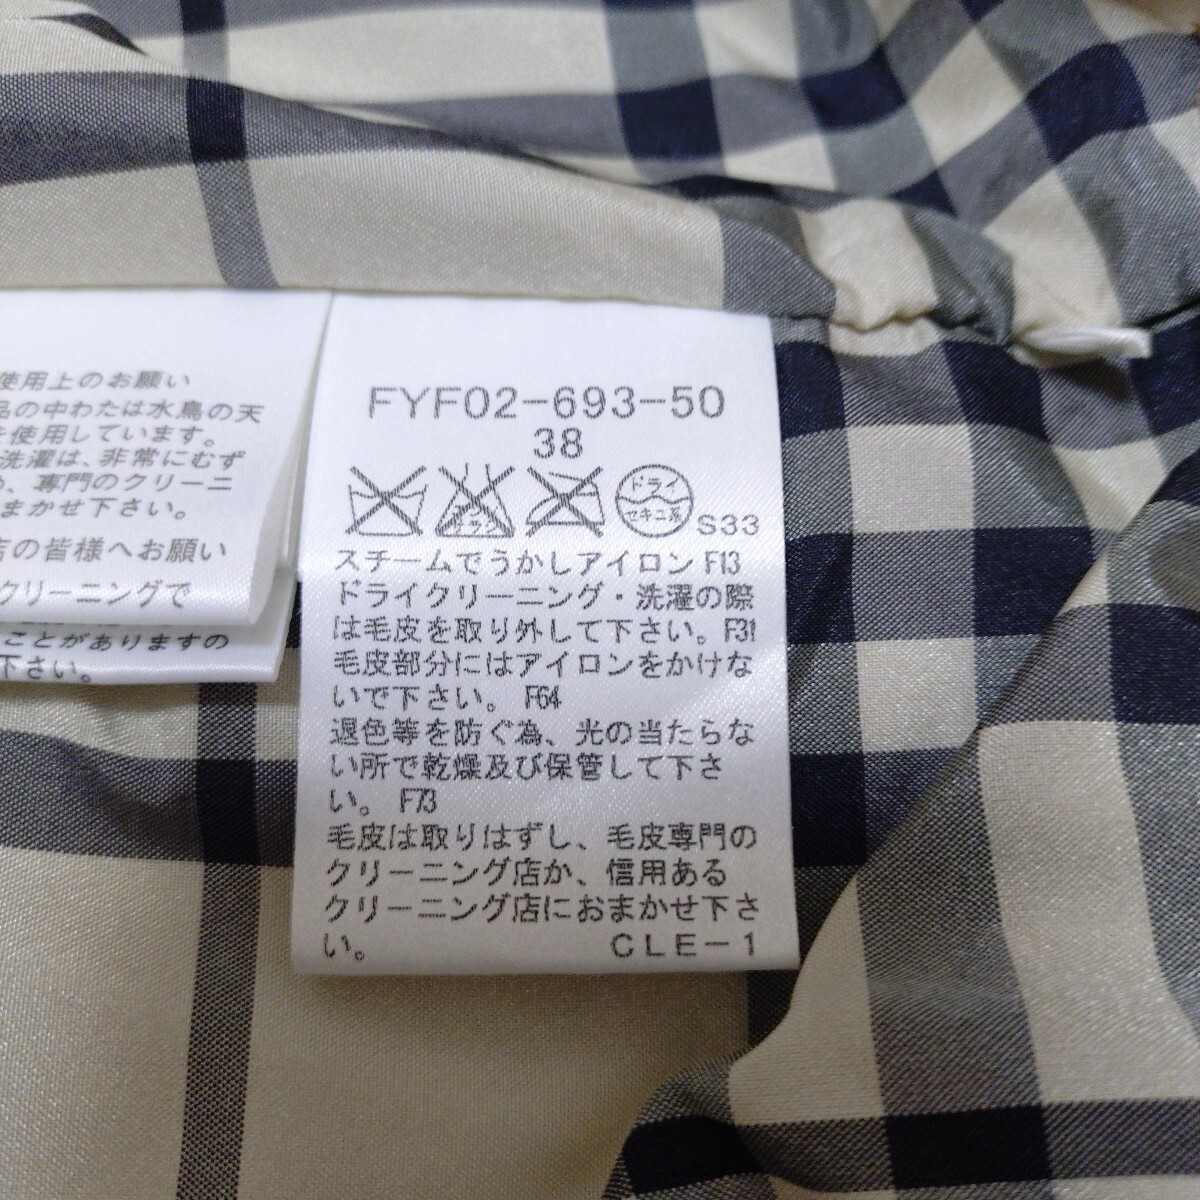 使用上のお願い
品の中わたは水鳥の天
を使用しています。
洗濯は、非常にむず
め、専門のクリーニ
まかせ下さい。
店の皆様へお願い
クリーニングで
ことがありますの
下さい。
FYF02-693-50
38
エンソ
サラシ
ドライ
セキユ系
S33
スチームでうかしアイロン F13
ドライクリーニング・洗濯の際
は毛皮を取り外して下さい。F31
毛皮部分にはアイロンをかけな
いで下さい。 F64
退色等を防ぐ為、光の当たらな
い所で乾燥及び保管して下さ
い。 F73
毛皮は取りはずし、毛皮専門の
クリーニング店か、信用ある
クリーニング店におまかせ下さ
い。 CLE-1